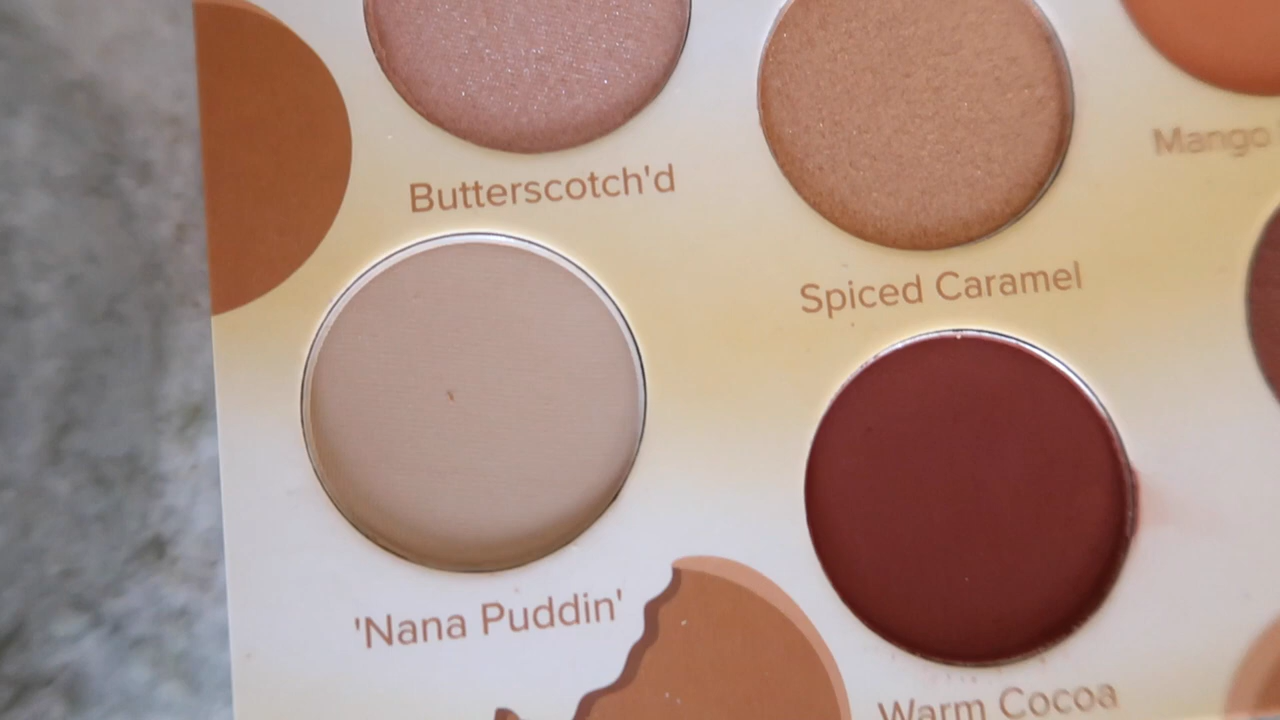 Butterscotch'd
Spiced Caramel
Mango
'Nana Puddin'
Warm Cocoa